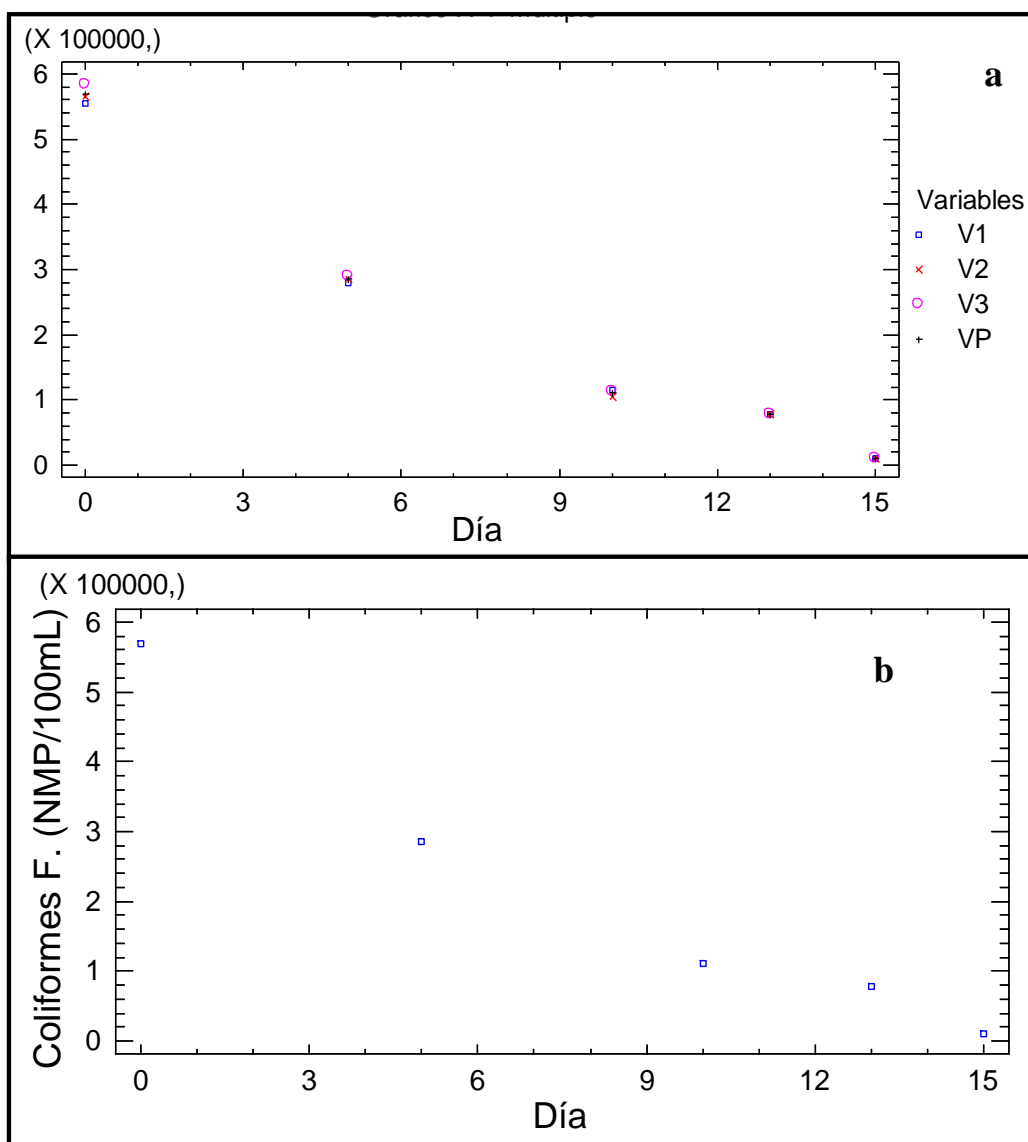 (X 100000,)
a
6
5
4
3
2
1
0
0 3 6 9 12 15
Día
Variables
V1
V2
V3
VP
(X 100000,)
b
Coliformes F. (NMP/100mL)
6
5
4
3
2
1
0
0 3 6 9 12 15
Día